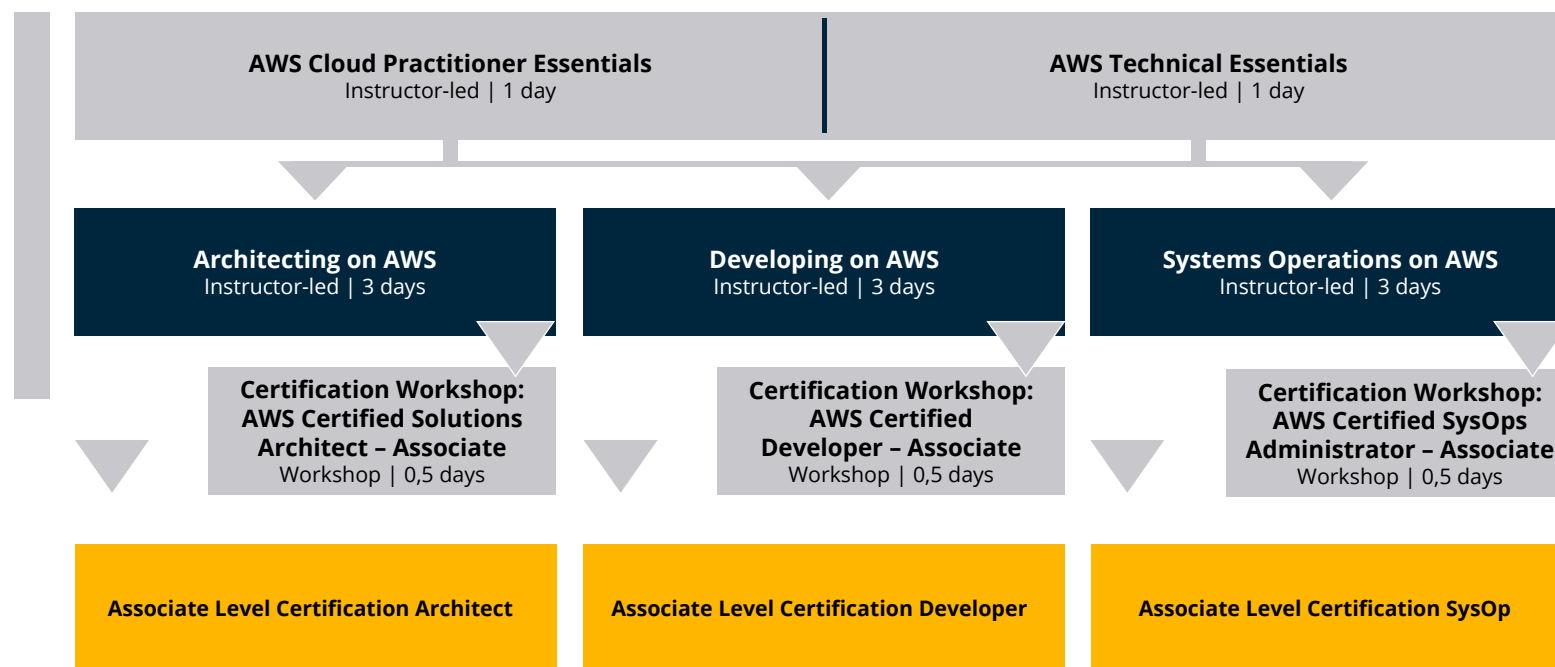 AWS Cloud Practitioner Essentials
Instructor-led | 1 day
AWS Technical Essentials
Instructor-led | 1 day
Architecting on AWS
Instructor-led | 3 days
Developing on AWS
Instructor-led | 3 days
Systems Operations on AWS
Instructor-led | 3 days
Certification Workshop:
AWS Certified Solutions
Architect – Associate
Workshop | 0,5 days
Certification Workshop:
AWS Certified
Developer – Associate
Workshop | 0,5 days
Certification Workshop:
AWS Certified SysOps
Administrator – Associate
Workshop | 0,5 days
Associate Level Certification Architect
Associate Level Certification Developer
Associate Level Certification SysOp